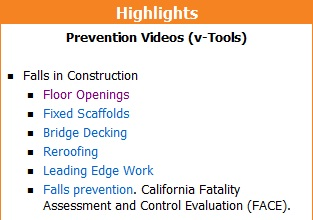 Highlights
Prevention Videos (v-Tools)
Falls in Construction
Floor Openings
Fixed Scaffolds
Bridge Decking
Reroofing
Leading Edge Work
Falls prevention. California Fatality
Assessment and Control Evaluation (FACE).